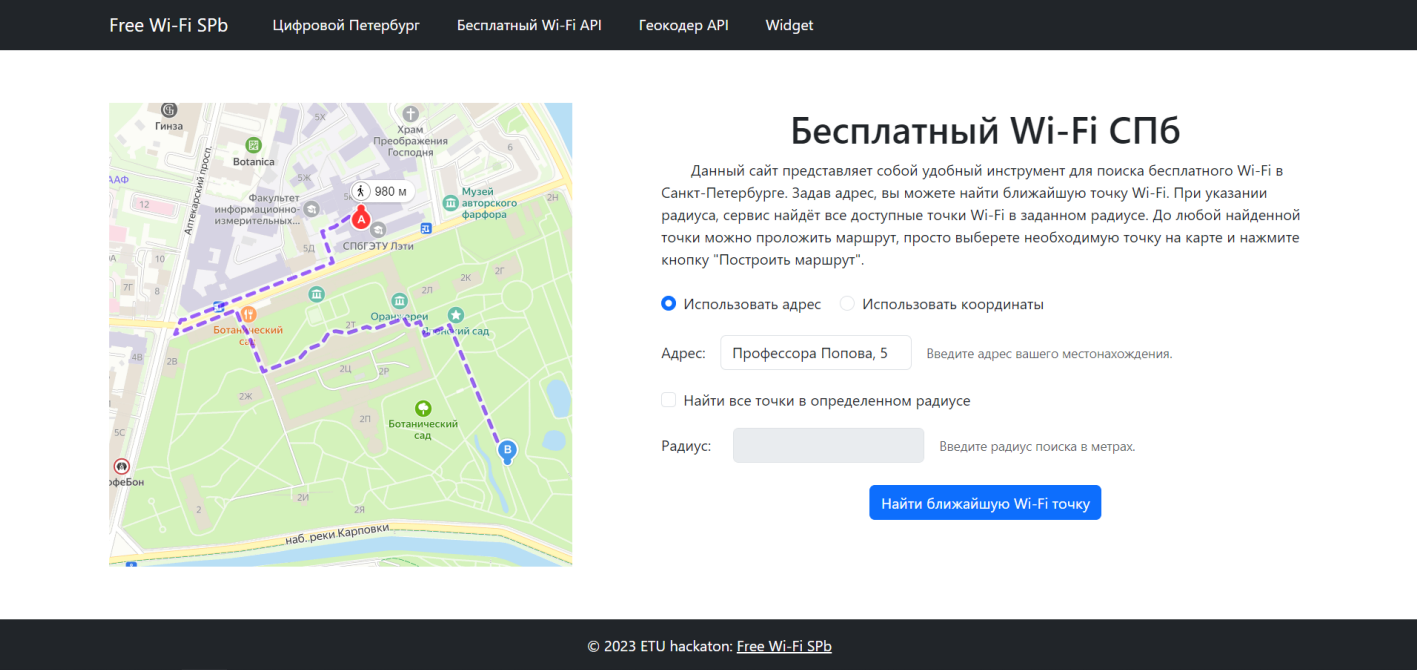 Free Wi-Fi SPb
Цифровой Петербург
Бесплатный Wi-Fi API
Геокодер API
Widget
Гинза
5Х
Храм
Преображения
Господня
6
Botanica
Аптекарский просп.
ААФ
5Ж
980 м
Музей
авторского
фарфора
2Н
12
Факультет
информационно-
измерительных...
A
5Д
СПбГЭТУ Лэти
10
7Г
8
2К
2Г
2Л
Оранжереи
2Т
Ботанический
4В
2В
2Ц
2Р
2Ж
2П
Ботанический
сад
5С
B
2И
2
2Я
наб. реки Карповки
Бесплатный Wi-Fi СПб
Данный сайт представляет собой удобный инструмент для поиска бесплатного Wi-Fi в
Санкт-Петербурге. Задав адрес, вы можете найти ближайшую точку Wi-Fi. При указании
радиуса, сервис найдёт все доступные точки Wi-Fi в заданном радиусе. До любой найденной
точки можно проложить маршрут, просто выберете необходимую точку на карте и нажмите
кнопку "Построить маршрут".
Использовать адрес
Использовать координаты
Адрес:
Профессора Попова, 5
Введите адрес вашего местонахождения.
Найти все точки в определенном радиусе
Радиус:
Введите радиус поиска в метрах.
Найти ближайшую Wi-Fi точку
© 2023 ETU hackaton: Free Wi-Fi SPb